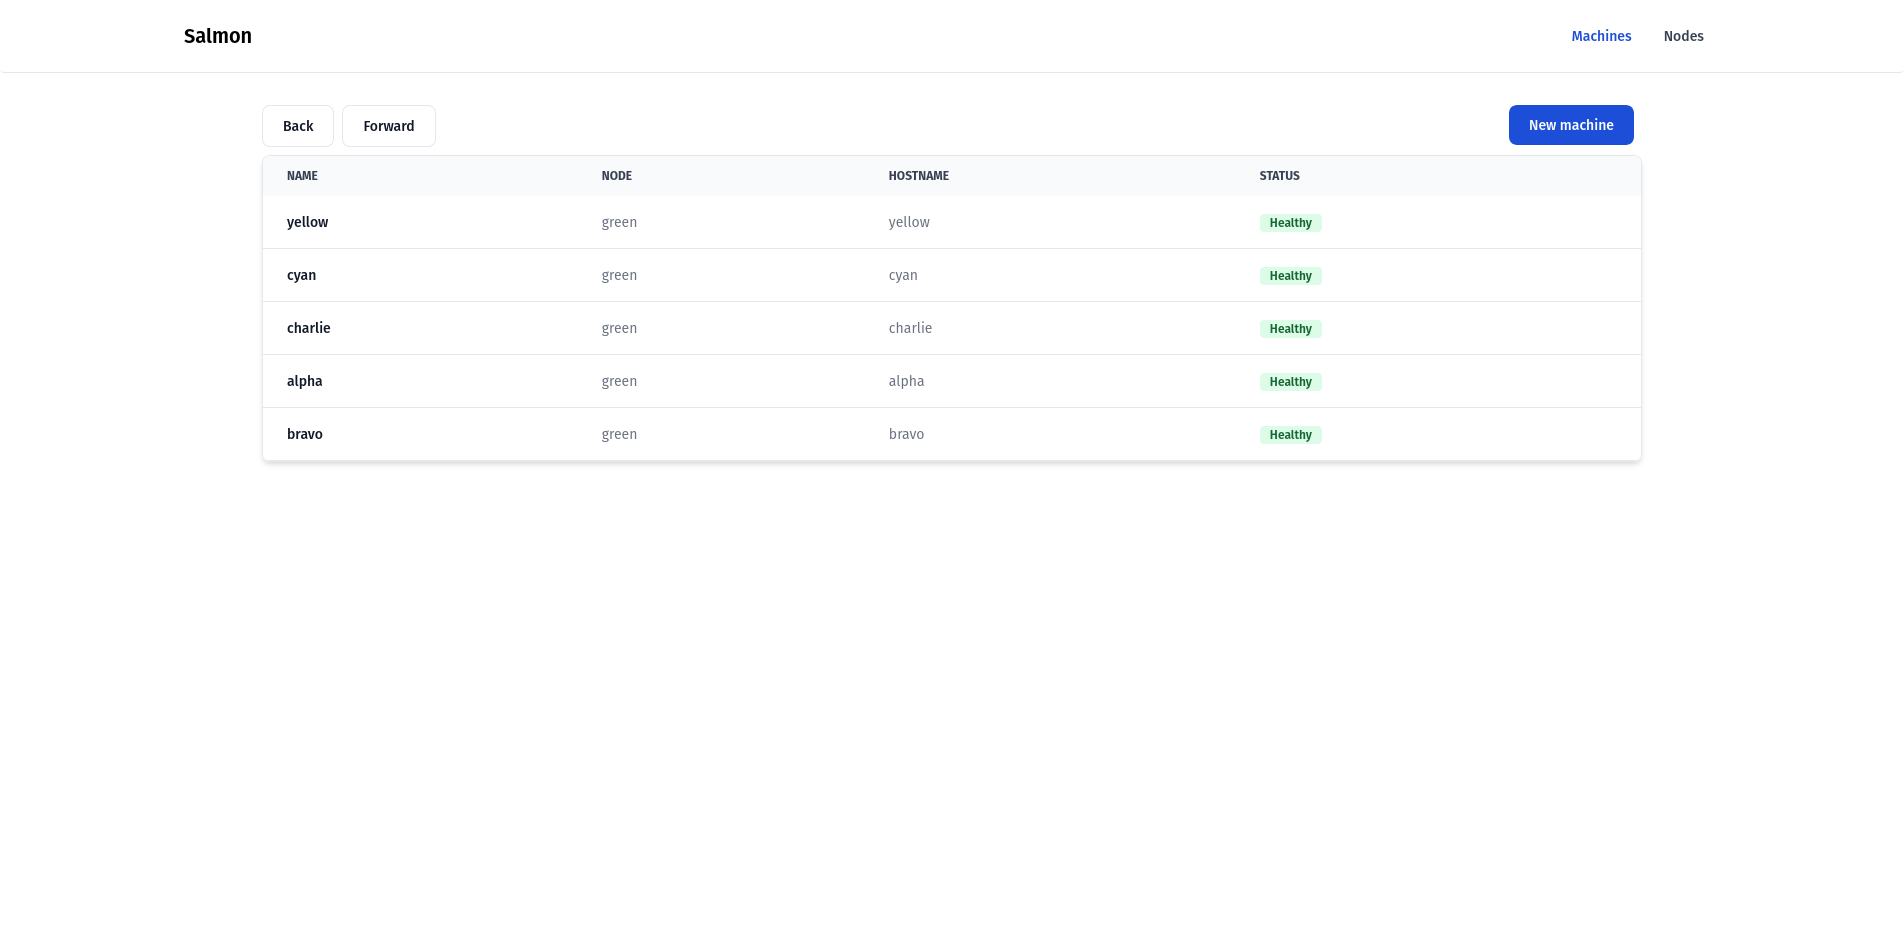 Salmon Machines Nodes
Back Forward New machine
NAME NODE HOSTNAME STATUS
yellow green yellow Healthy
cyan green cyan Healthy
charlie green charlie Healthy
alpha green alpha Healthy
bravo green bravo Healthy